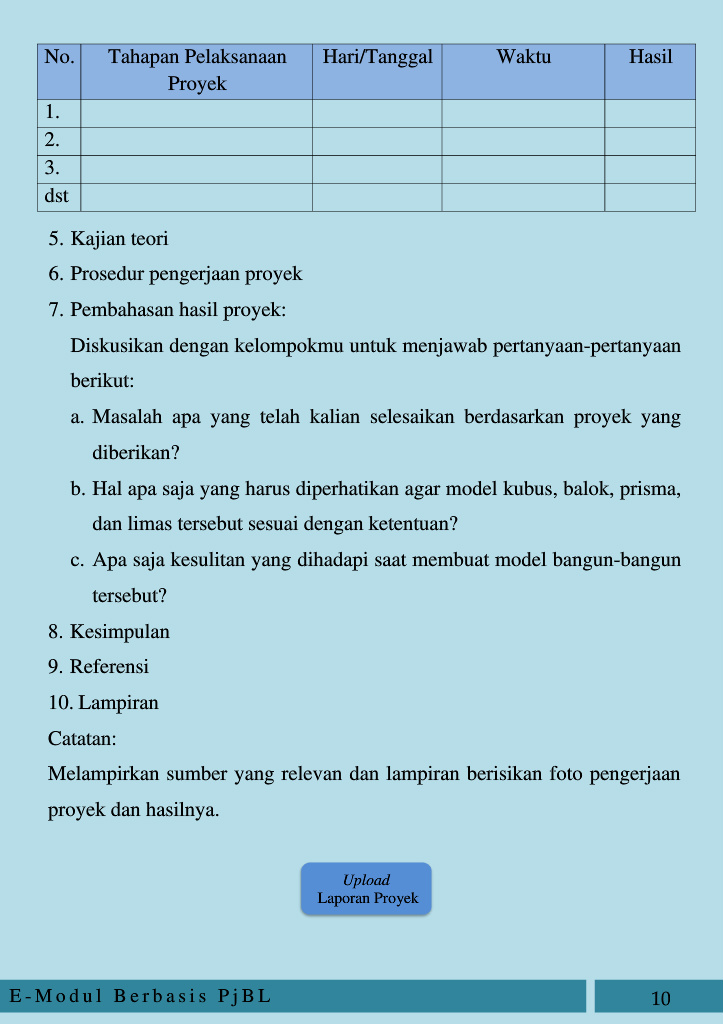 No. Tahapan Pelaksanaan Proyek Hari/Tanggal Waktu Hasil
1.
2.
3.
dst
5. Kajian teori
6. Prosedur pengerjaan proyek
7. Pembahasan hasil proyek:
Diskusikan dengan kelompokmu untuk menjawab pertanyaan-pertanyaan
berikut:
a. Masalah apa yang telah kalian selesaikan berdasarkan proyek yang
diberikan?
b. Hal apa saja yang harus diperhatikan agar model kubus, balok, prisma,
dan limas tersebut sesuai dengan ketentuan?
c. Apa saja kesulitan yang dihadapi saat membuat model bangun-bangun
tersebut?
8. Kesimpulan
9. Referensi
10. Lampiran
Catatan:
Melampirkan sumber yang relevan dan lampiran berisikan foto pengerjaan
proyek dan hasilnya.
Upload
Laporan Proyek
E-Modul Berbasis PjBL 10